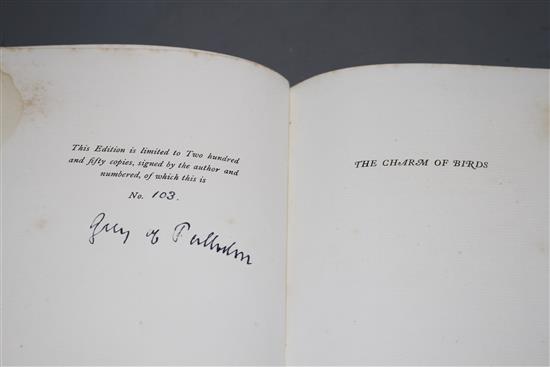 This Edition is limited to Two hundred
and fifty copies, signed by the author and
numbered, of which this is
No. 103.
Grey of Fallodon
THE CHARM OF BIRDS